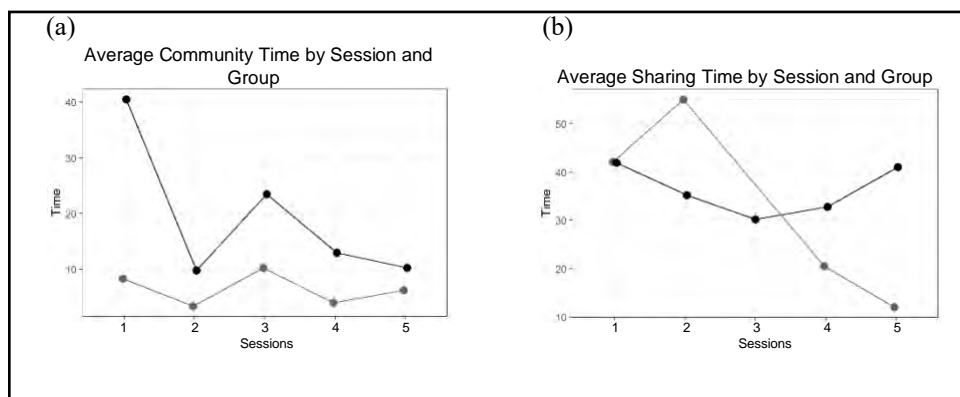 (a)
Average Community Time by Session and
Group
40
30
20
10
Time
1 2 3 4 5
Sessions
(b)
Average Sharing Time by Session and Group
50
40
30
20
10
Time
1 2 3 4 5
Sessions